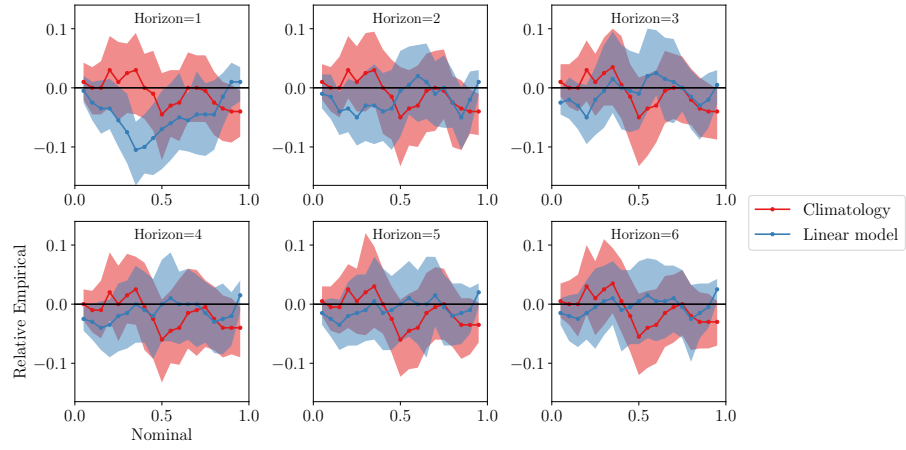 Horizon=1 Horizon=2 Horizon=3
0.1 0.1 0.1
0.0 0.0 0.0
−0.1 −0.1 −0.1
0.0 0.5 1.0 0.0 0.5 1.0 0.0 0.5 1.0
Climatology
Linear model
Horizon=4 Horizon=5 Horizon=6
0.1 0.1 0.1
0.0 0.0 0.0
−0.1 −0.1 −0.1
0.0 0.5 1.0 0.0 0.5 1.0 0.0 0.5 1.0
Relative Empirical
Nominal